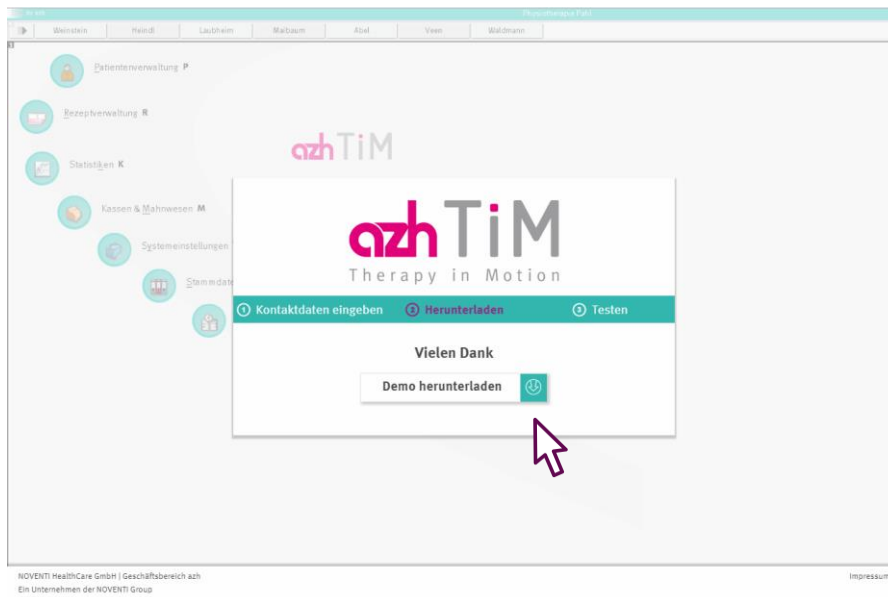 Weinstein Heindl Laubheim Maibaum Abel Veen Waldmann
Patientenverwaltung P
Rezeptverwaltung R
Statistiken K
Kassen & Mahnwesen M
Systemeinstellungen
azh TiM
azh TiM
Therapy in Motion
1 Kontaktdaten eingeben 2 Herunterladen 3 Testen
Vielen Dank
Demo herunterladen
NOVENTI HealthCare GmbH | Geschäftsbereich azh
Impressum
Ein Unternehmen der NOVENTI Group